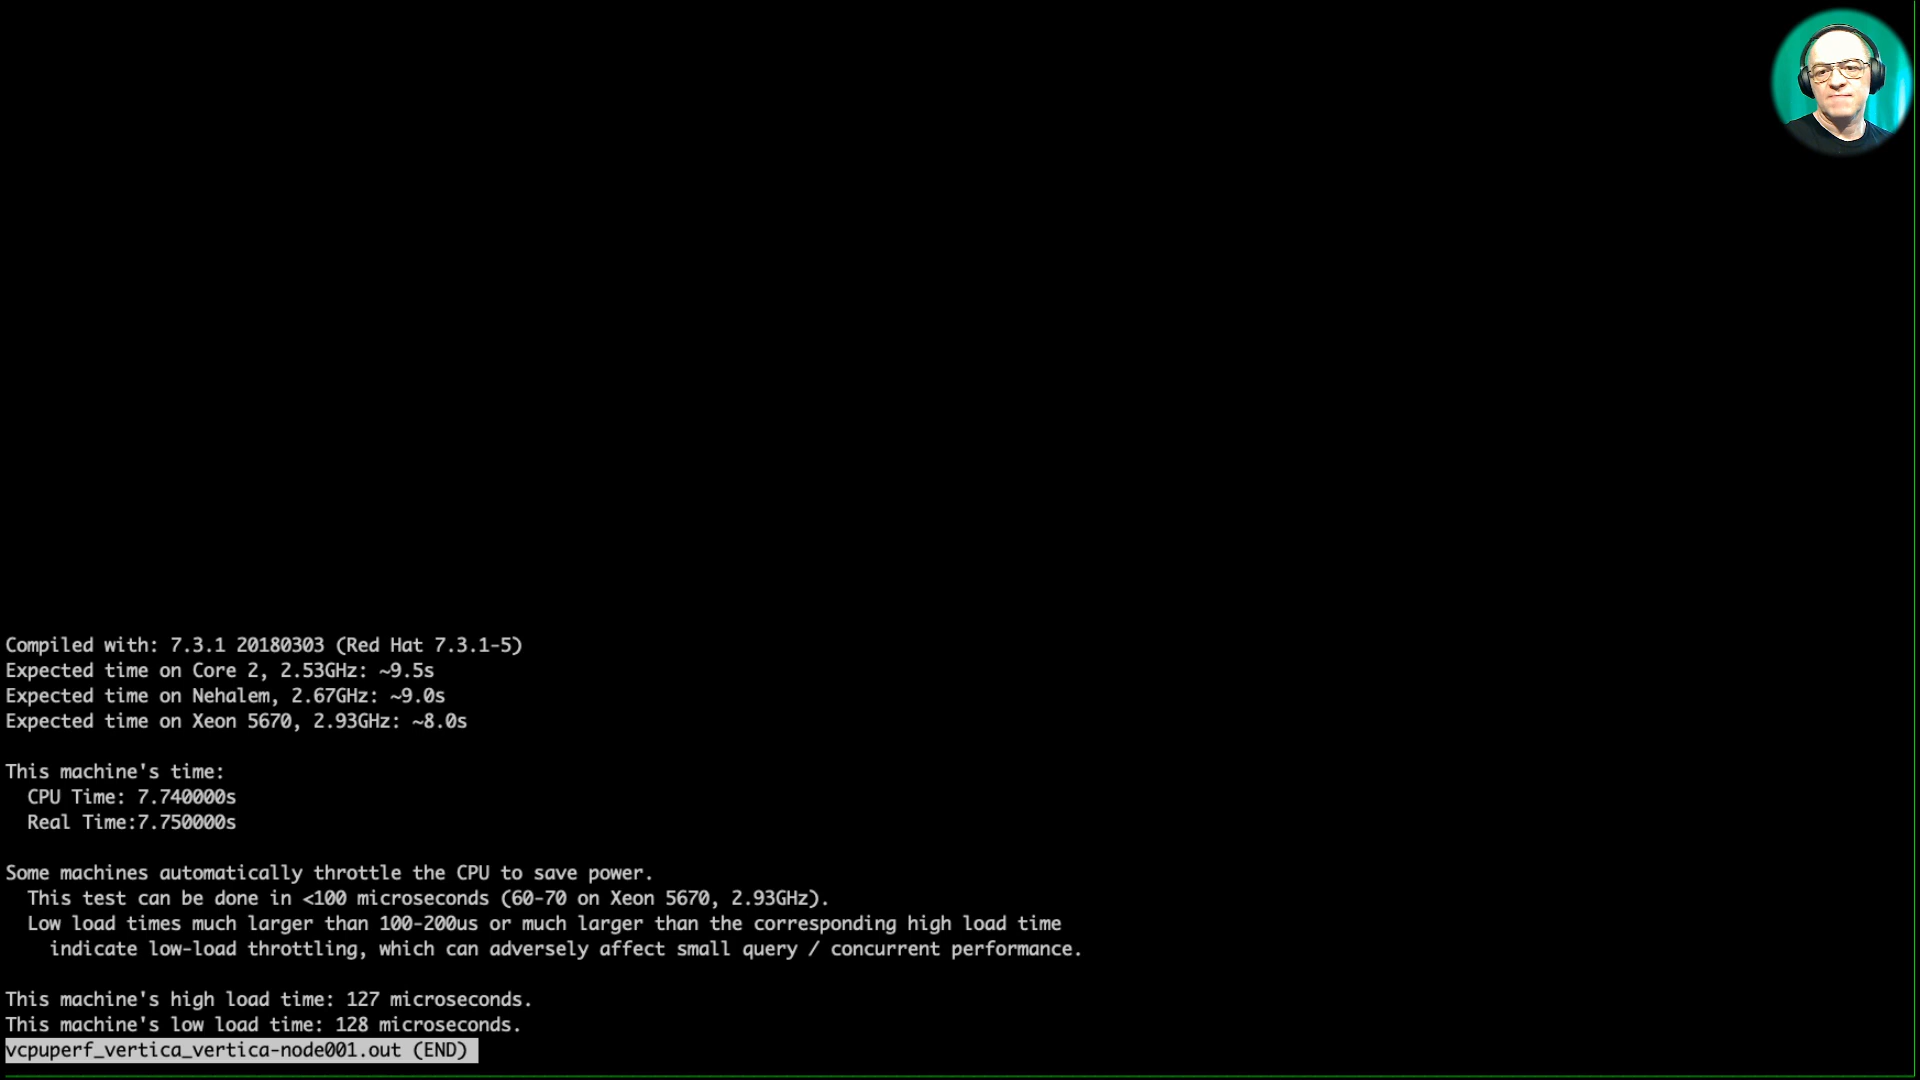 Compiled with: 7.3.1 20180303 (Red Hat 7.3.1-5)
Expected time on Core 2, 2.53GHz: ~9.5s
Expected time on Nehalem, 2.67GHz: ~9.0s
Expected time on Xeon 5670, 2.93GHz: ~8.0s
This machine's time:
CPU Time: 7.740000s
Real Time:7.750000s
Some machines automatically throttle the CPU to save power.
This test can be done in <100 microseconds (60-70 on Xeon 5670, 2.93GHz).
Low load times much larger than 100-200us or much larger than the corresponding high load time
indicate low-load throttling, which can adversely affect small query / concurrent performance.
This machine's high load time: 127 microseconds.
This machine's low load time: 128 microseconds.
vcpuperf_vertica_vertica-node001.out (END)